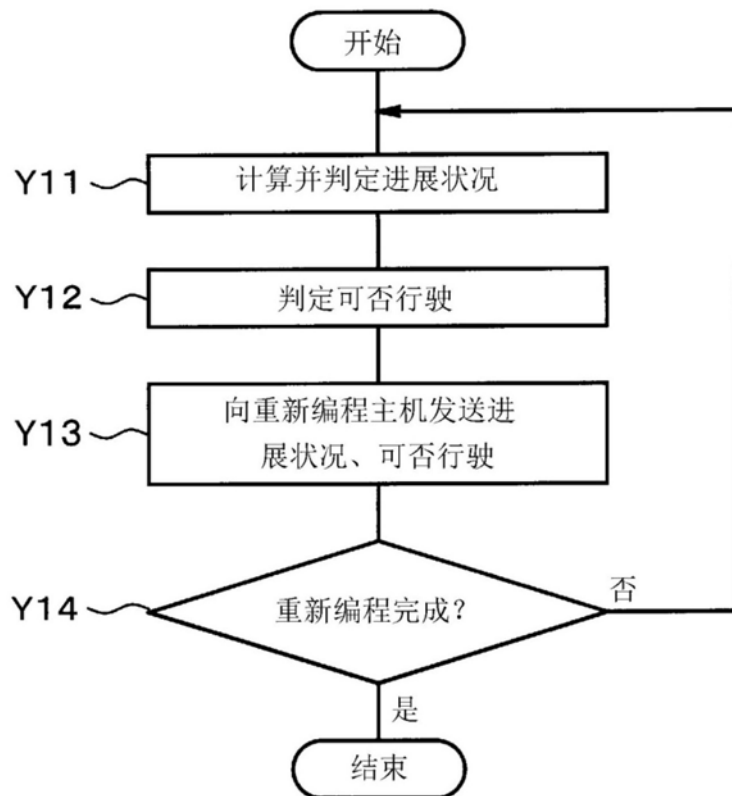 开始
Y11
计算并判定进展状况
Y12
判定可否行驶
Y13
向重新编程主机发送进
展状况、可否行驶
Y14
重新编程完成?
否
是
结束